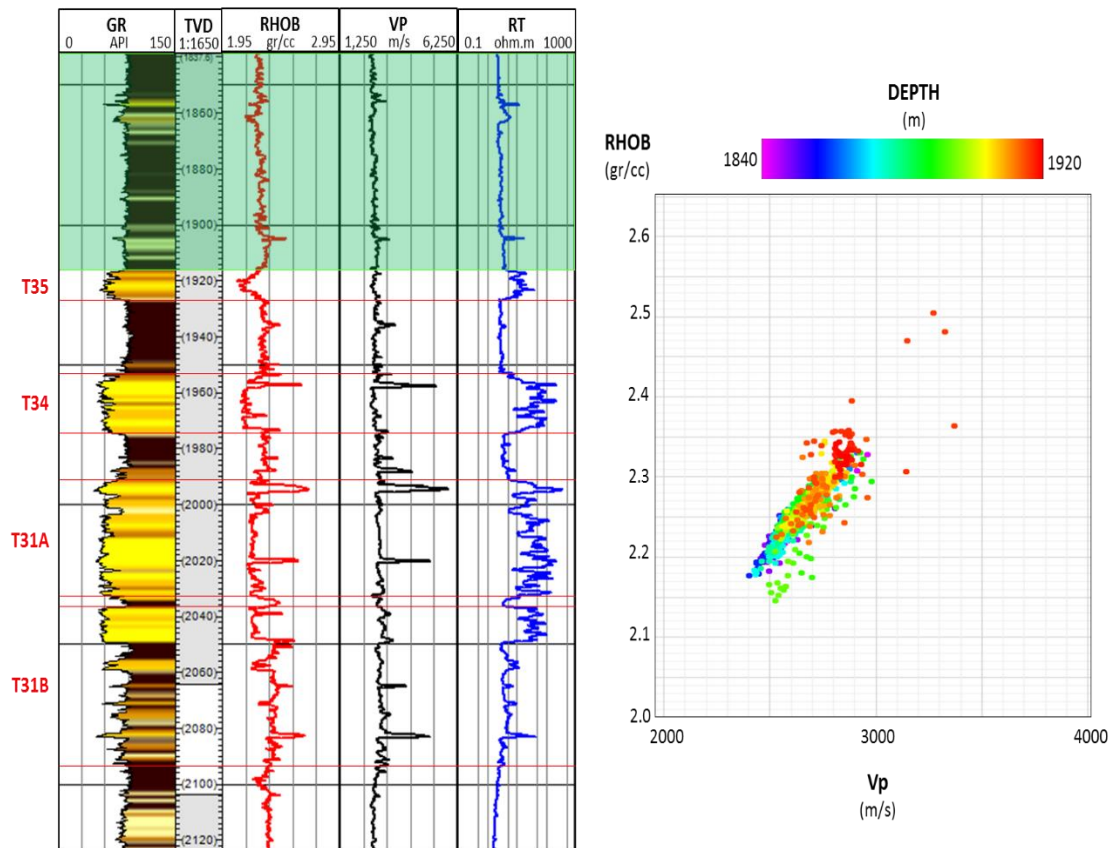 GR TVD RHOB VP RT
0 API 150 1:1650 1.95 gr/cc 2.95 1,250 m/s 6,250 0.1 ohm.m 1000
(1837.6)
(1860)
(1880)
(1900)
T35 (1920)
(1940)
T34 (1960)
(1980)
(2000)
T31A (2020)
(2040)
T31B (2060)
(2080)
(2100)
(2120)
DEPTH
(m)
RHOB
(gr/cc)
1840 1920
2.6
2.5
2.4
2.3
2.2
2.1
2.0
2000 3000 4000
Vp
(m/s)